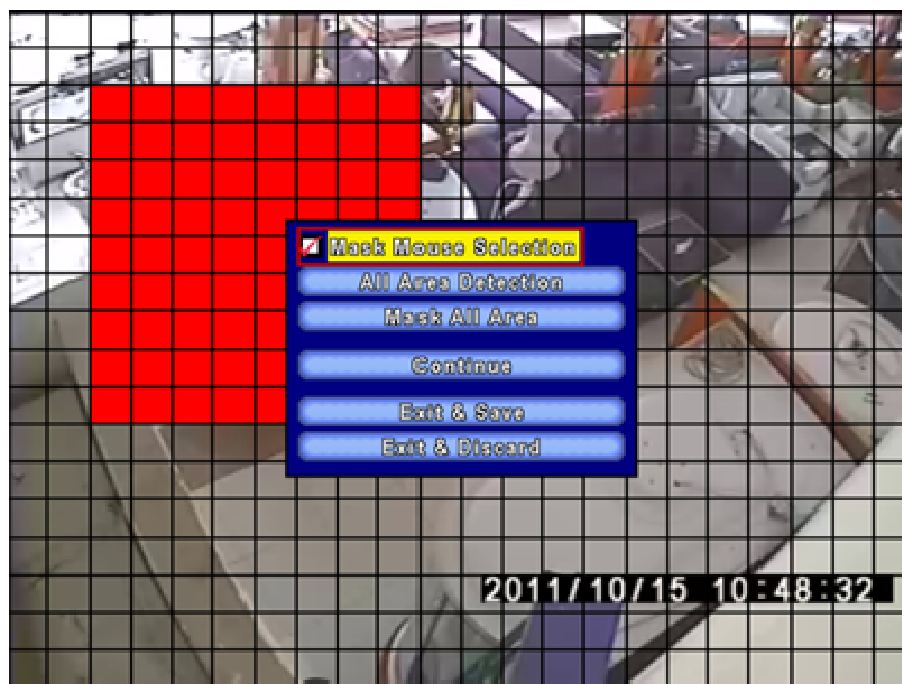 Mask Mouse Selection
All Area Detection
Mask All Area
Continue
Exit & Save
Exit & Discard
2011/10/15 10:48:32